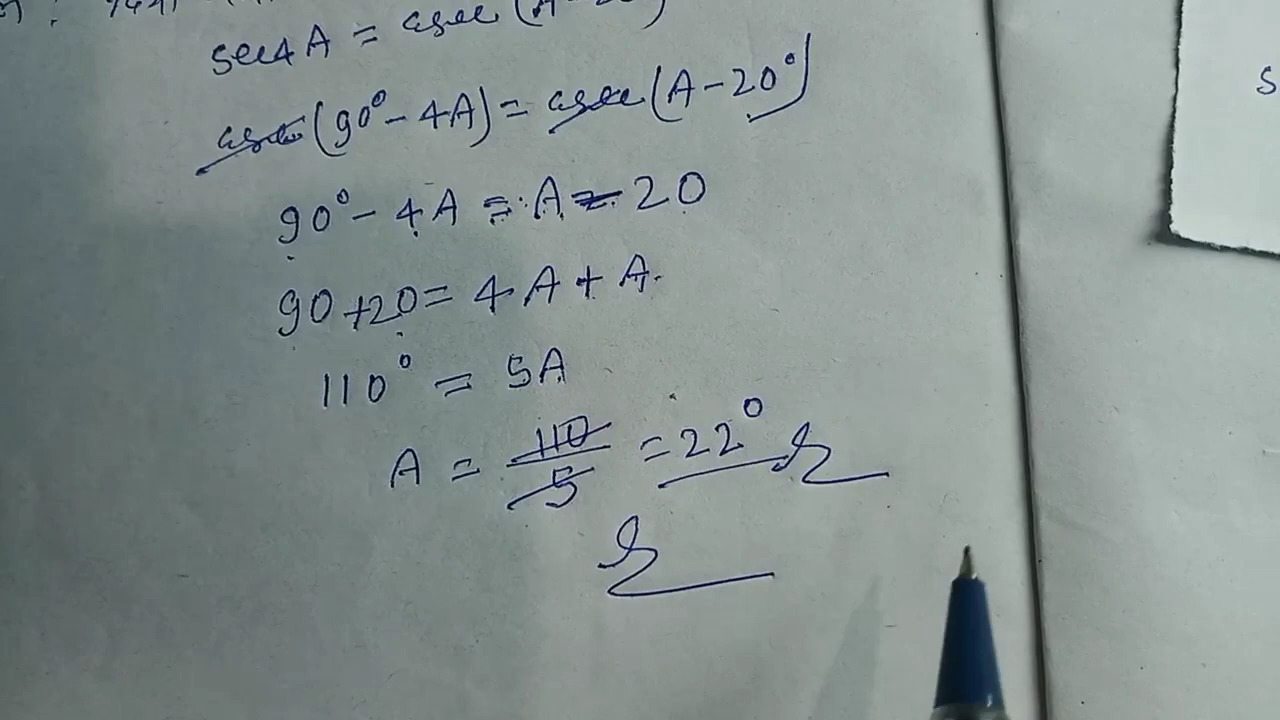 sec4A = cosec(A-20
cosec(90°-4A) = cosec(A-20°)
90°-4A = A-20
90+20 = 4A+A.
110° = 5A
A = 110/5 = 22°
S